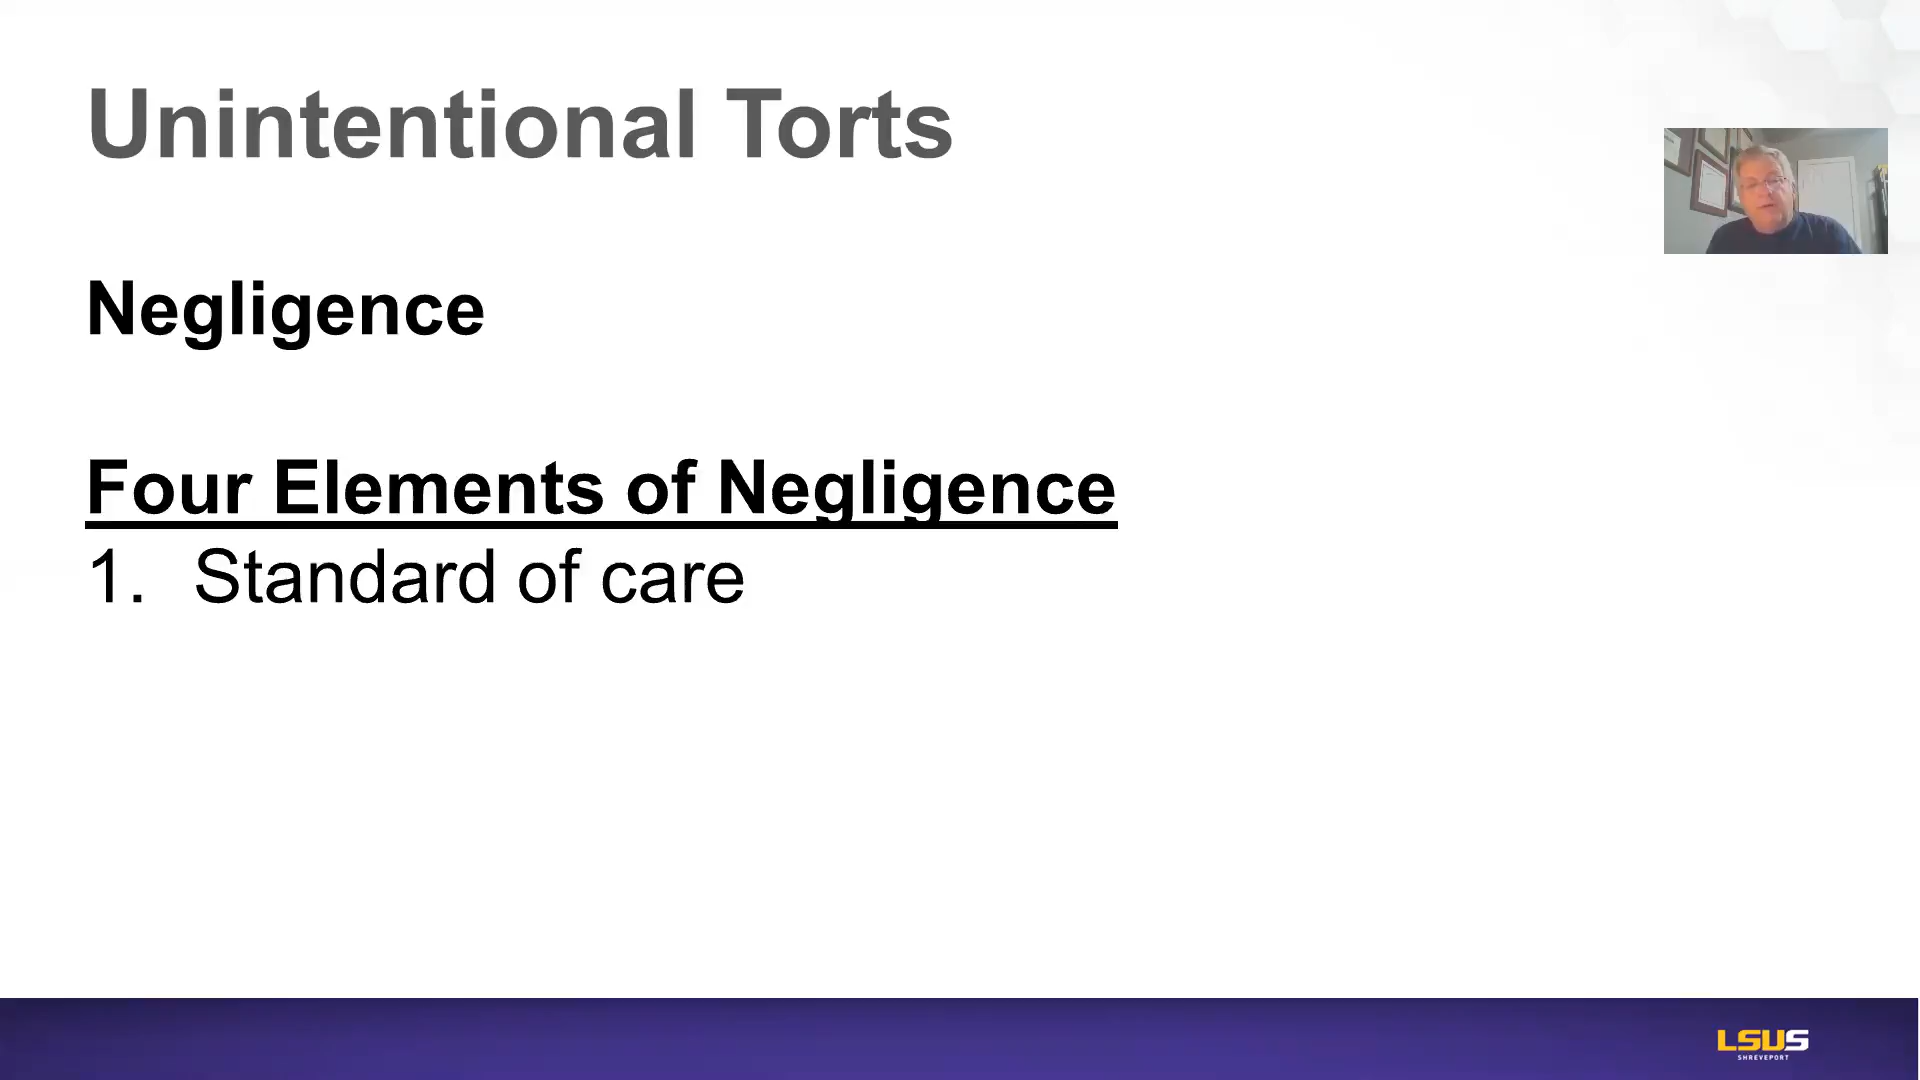 Unintentional Torts
Negligence
Four Elements of Negligence
1. Standard of care
LSUS
SHREVEPORT